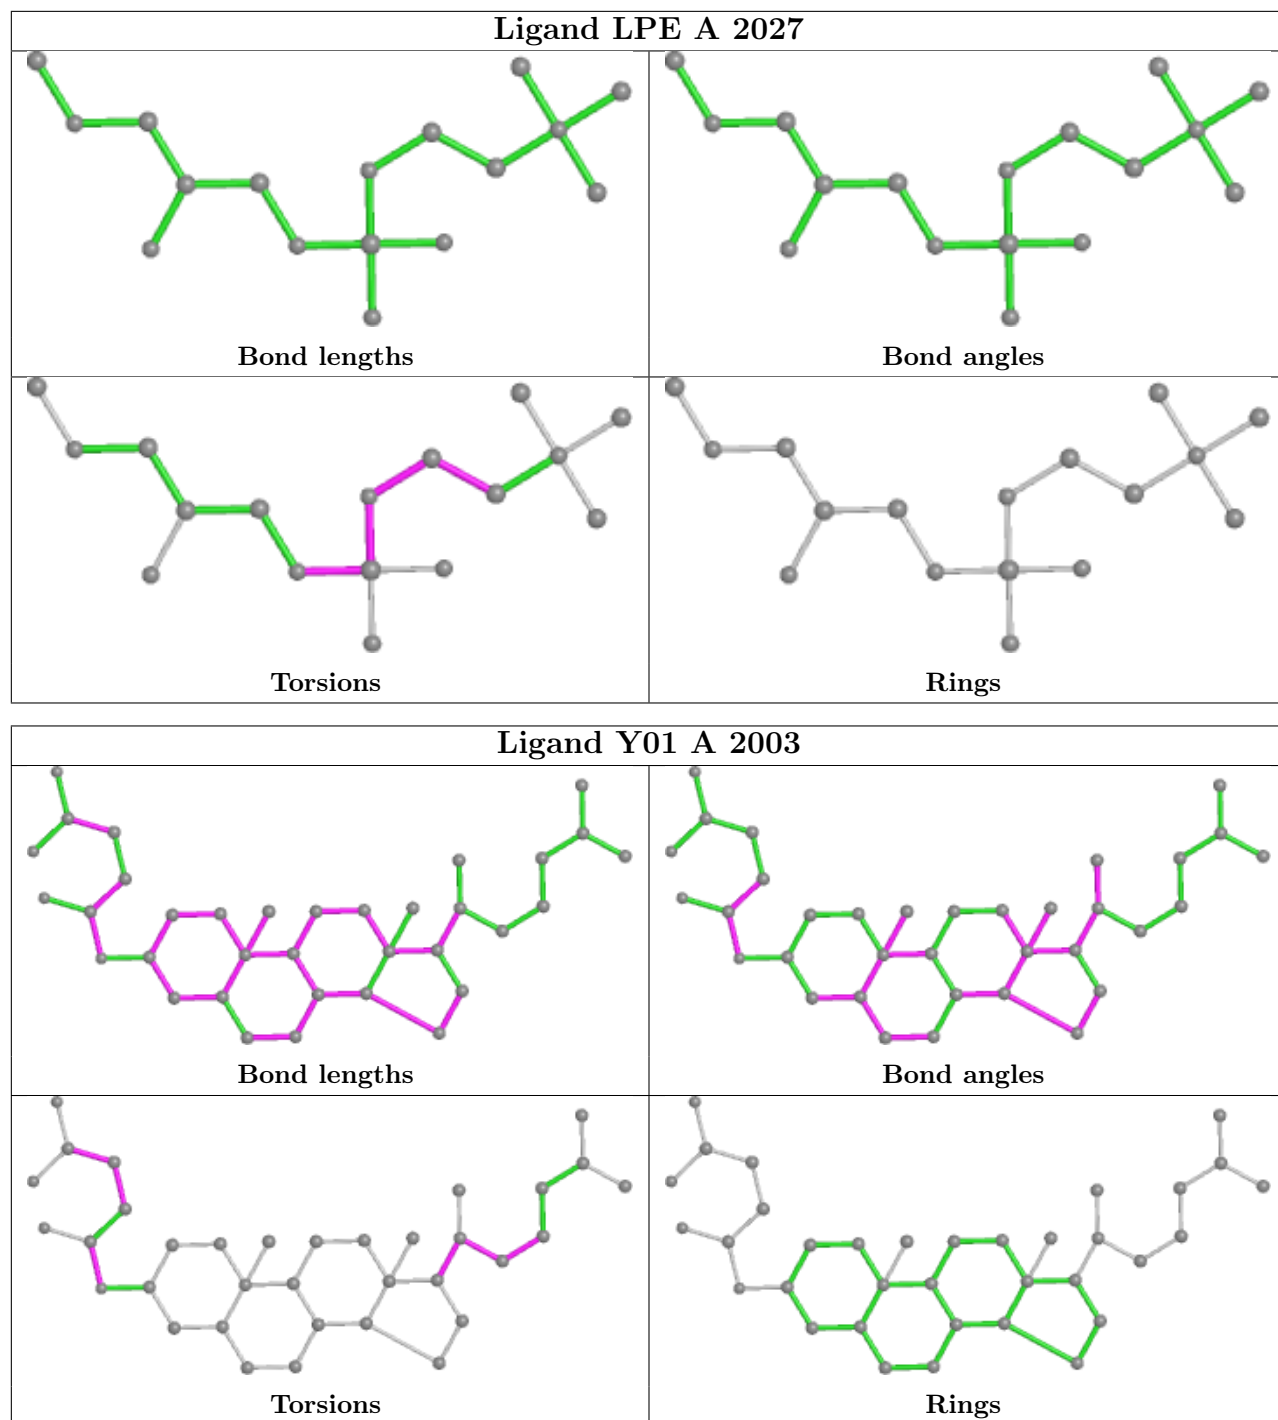 Ligand LPE A 2027
Bond lengths
Bond angles
Torsions
Rings
Ligand Y01 A 2003
Bond lengths
Bond angles
Torsions
Rings